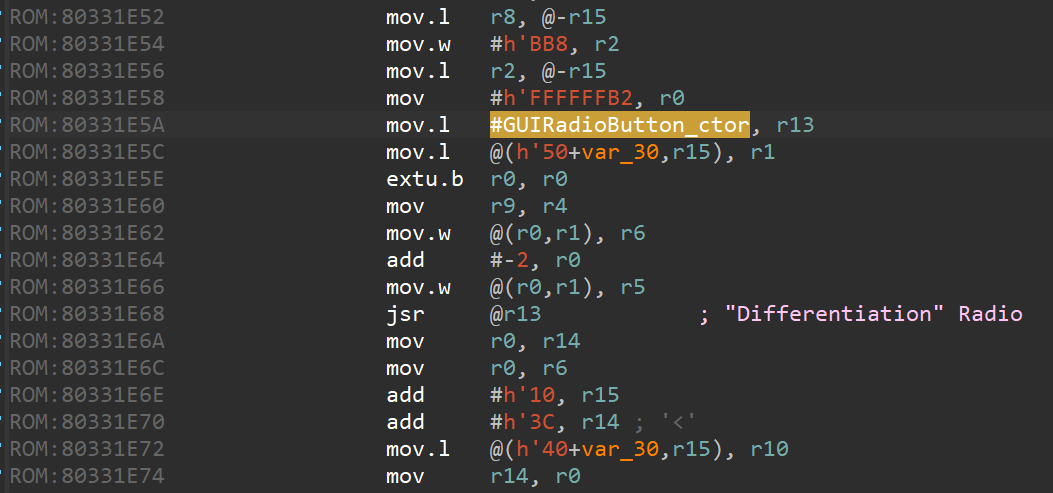 ROM:80331E52 mov.l r8, @-r15
ROM:80331E54 mov.w #h'BB8, r2
ROM:80331E56 mov.l r2, @-r15
ROM:80331E58 mov #h'FFFFFFB2, r0
ROM:80331E5A mov.l #GUIRadioButton_ctor, r13
ROM:80331E5C mov.l @(h'50+var_30,r15), r1
ROM:80331E5E extu.b r0, r0
ROM:80331E60 mov r9, r4
ROM:80331E62 mov.w @(r0,r1), r6
ROM:80331E64 add #-2, r0
ROM:80331E66 mov.w @(r0,r1), r5
ROM:80331E68 jsr @r13 ; "Differentiation" Radio
ROM:80331E6A mov r0, r14
ROM:80331E6C mov r0, r6
ROM:80331E6E add #h'10, r15
ROM:80331E70 add #h'3C, r14 ; '<'
ROM:80331E72 mov.l @(h'40+var_30,r15), r10
ROM:80331E74 mov r14, r0